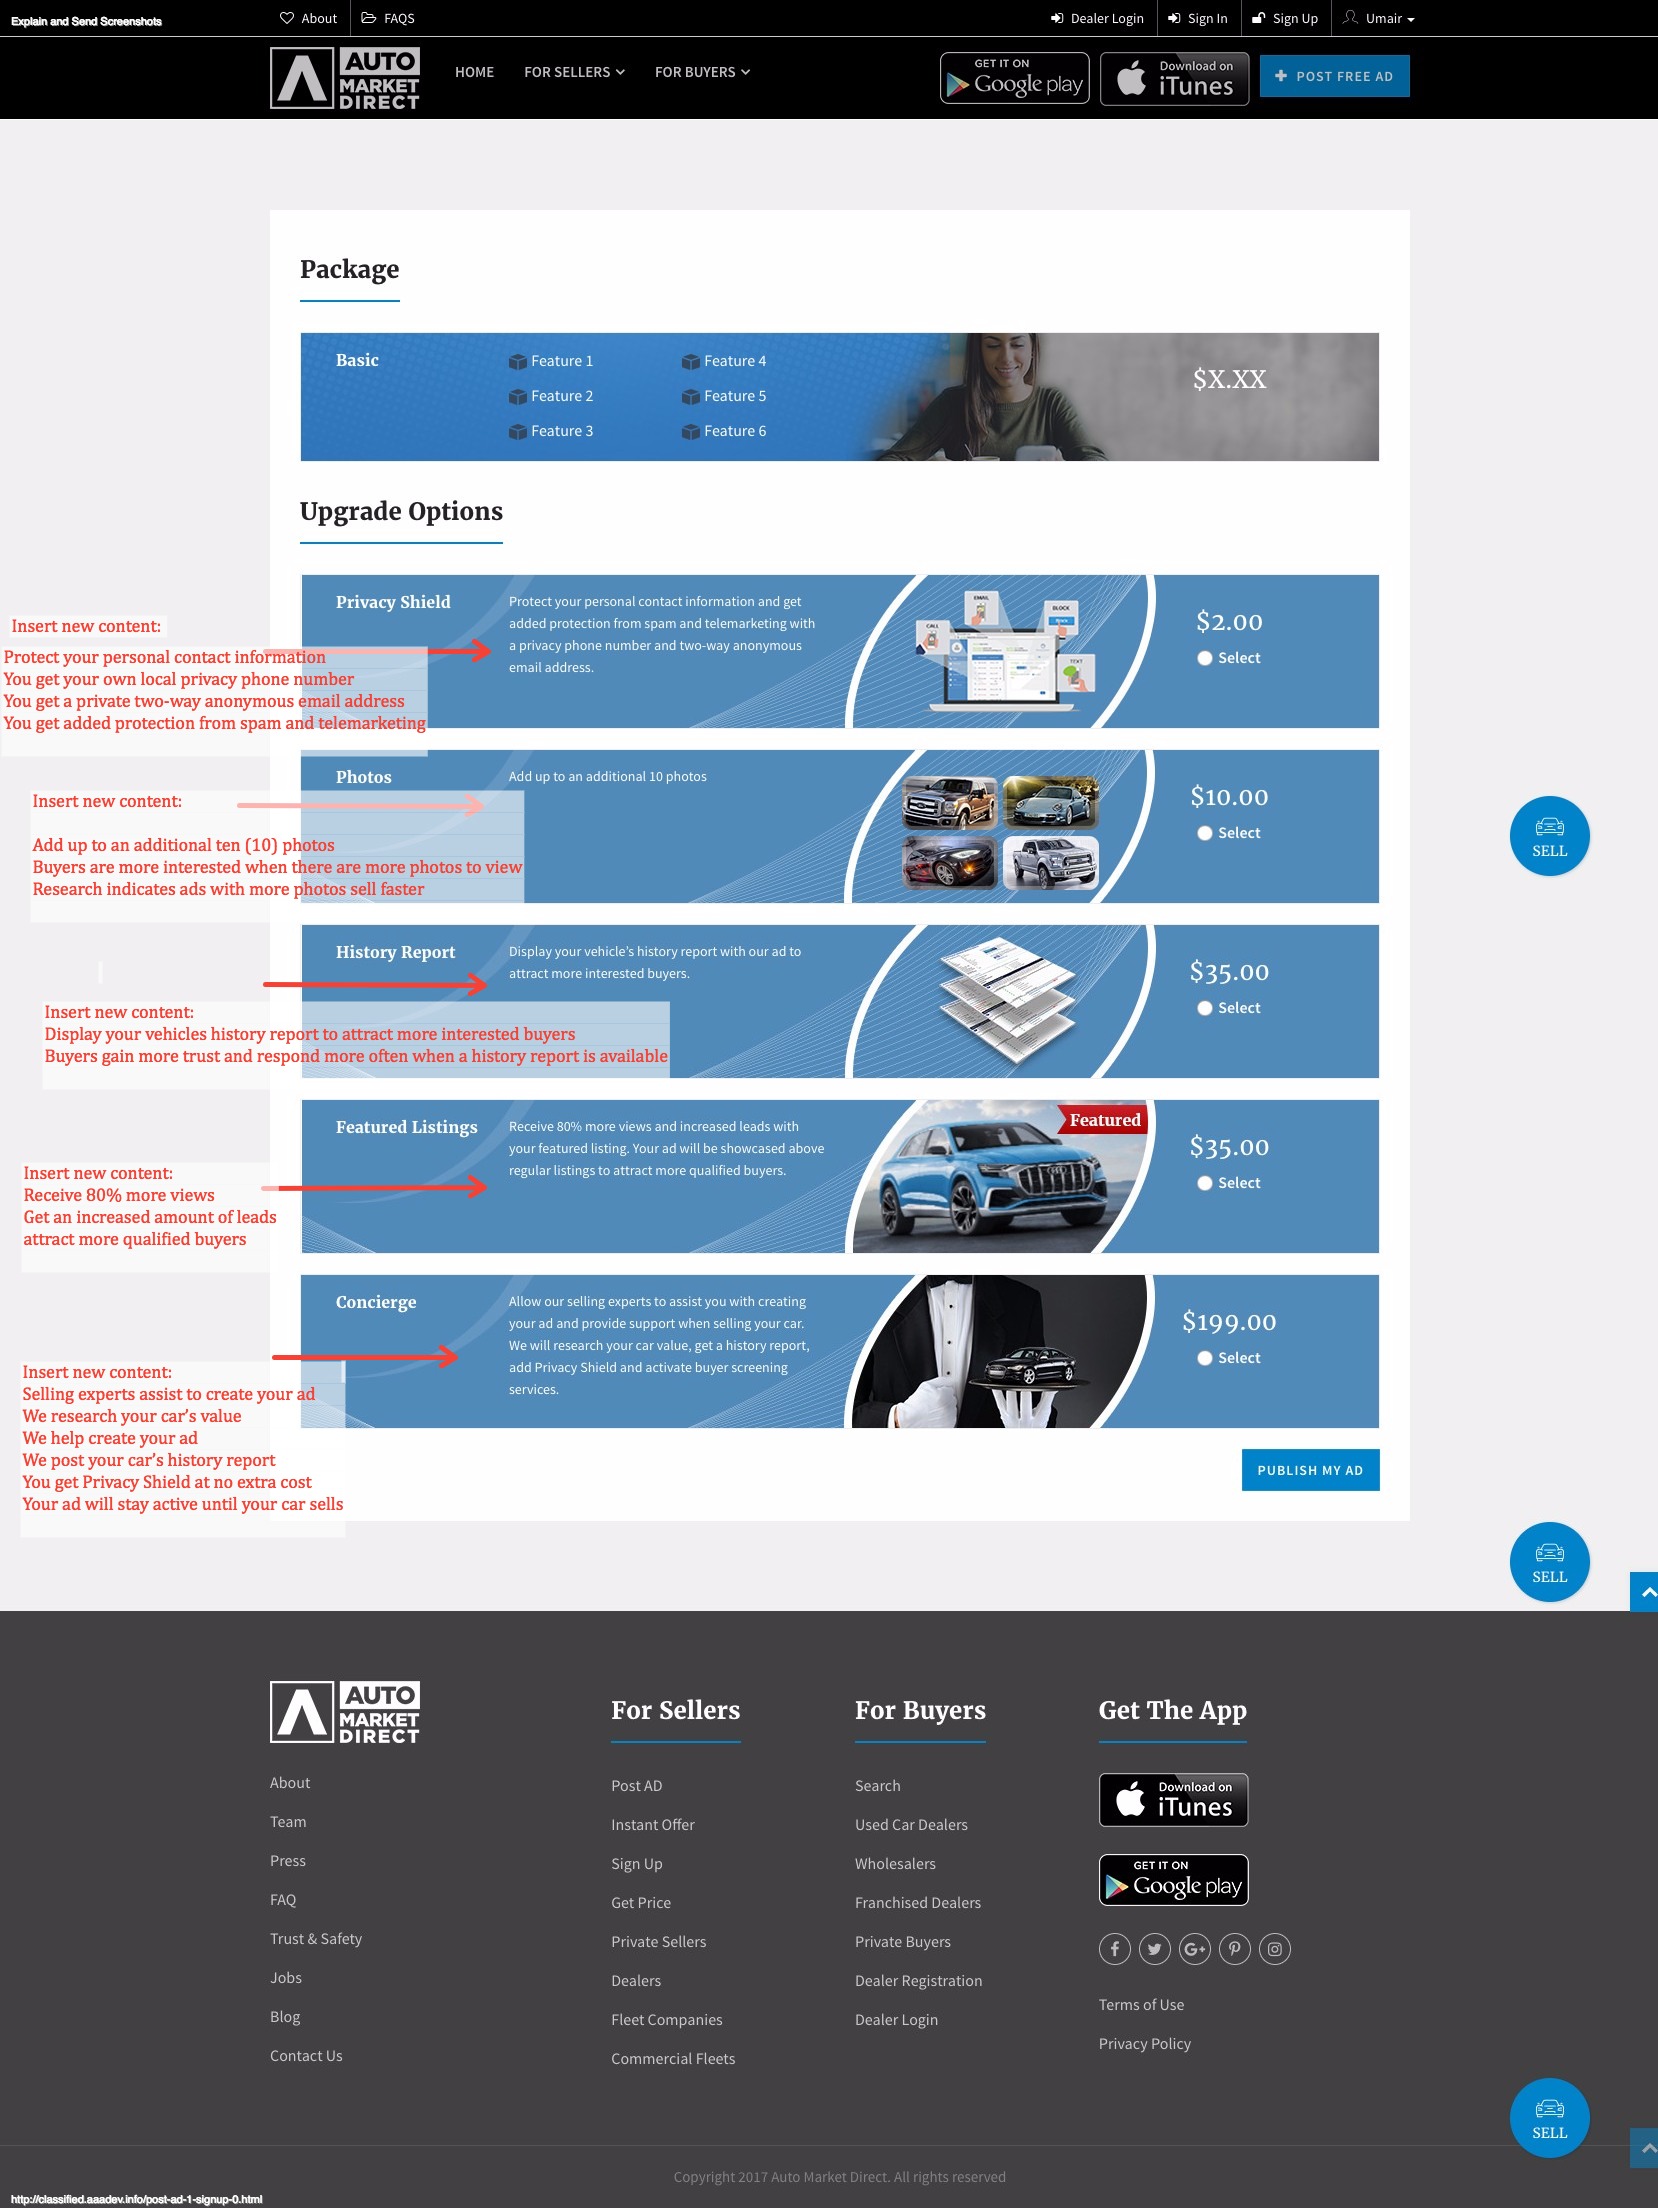 Explain and Send Screenshots
About
FAQS
Dealer Login
Sign In
Sign Up
Umair
AUTO
MARKET
DIRECT
HOME
FOR SELLERS
FOR BUYERS
GET IT ON
Google play
Download on
iTunes
POST FREE AD
Package
Basic
Feature 1
Feature 4
$X.XX
Feature 2
Feature 5
Feature 3
Feature 6
Upgrade Options
Privacy Shield
Protect your personal contact information and get
added protection from spam and telemarketing with
a privacy phone number and two-way anonymous
email address.
EMAIL
BLOCK
CALL
TEXT
$2.00
Select
Insert new content:
Protect your personal contact information
You get your own local privacy phone number
You get a private two-way anonymous email address
You get added protection from spam and telemarketing
Photos
Add up to an additional 10 photos
$10.00
Select
Insert new content:
Add up to an additional ten (10) photos
Buyers are more interested when there are more photos to view
Research indicates ads with more photos sell faster
SELL
History Report
Display your vehicle's history report with our ad to
attract more interested buyers.
$35.00
Select
Insert new content:
Display your vehicles history report to attract more interested buyers
Buyers gain more trust and respond more often when a history report is available
Featured Listings
Receive 80% more views and increased leads with
your featured listing. Your ad will be showcased above
regular listings to attract more qualified buyers.
Featured
$35.00
Select
Insert new content:
Receive 80% more views
Get an increased amount of leads
attract more qualified buyers
Concierge
Allow our selling experts to assist you with creating
your ad and provide support when selling your car.
We will research your car value, get a history report,
add Privacy Shield and activate buyer screening
services.
$199.00
Select
Insert new content:
Selling experts assist to create your ad
We research your car's value
We help create your ad
We post your car's history report
You get Privacy Shield at no extra cost
Your ad will stay active until your car sells
PUBLISH MY AD
SELL
AUTO
MARKET
DIRECT
About
Team
Press
FAQ
Trust & Safety
Jobs
Blog
Contact Us
For Sellers
Post AD
Instant Offer
Sign Up
Get Price
Private Sellers
Dealers
Fleet Companies
Commercial Fleets
For Buyers
Search
Used Car Dealers
Wholesalers
Franchised Dealers
Private Buyers
Dealer Registration
Dealer Login
Get The App
Download on
iTunes
GET IT ON
Google play
Terms of Use
Privacy Policy
SELL
Copyright 2017 Auto Market Direct. All rights reserved
http://classified.aaadev.info/post-ad-1-signup-0.html